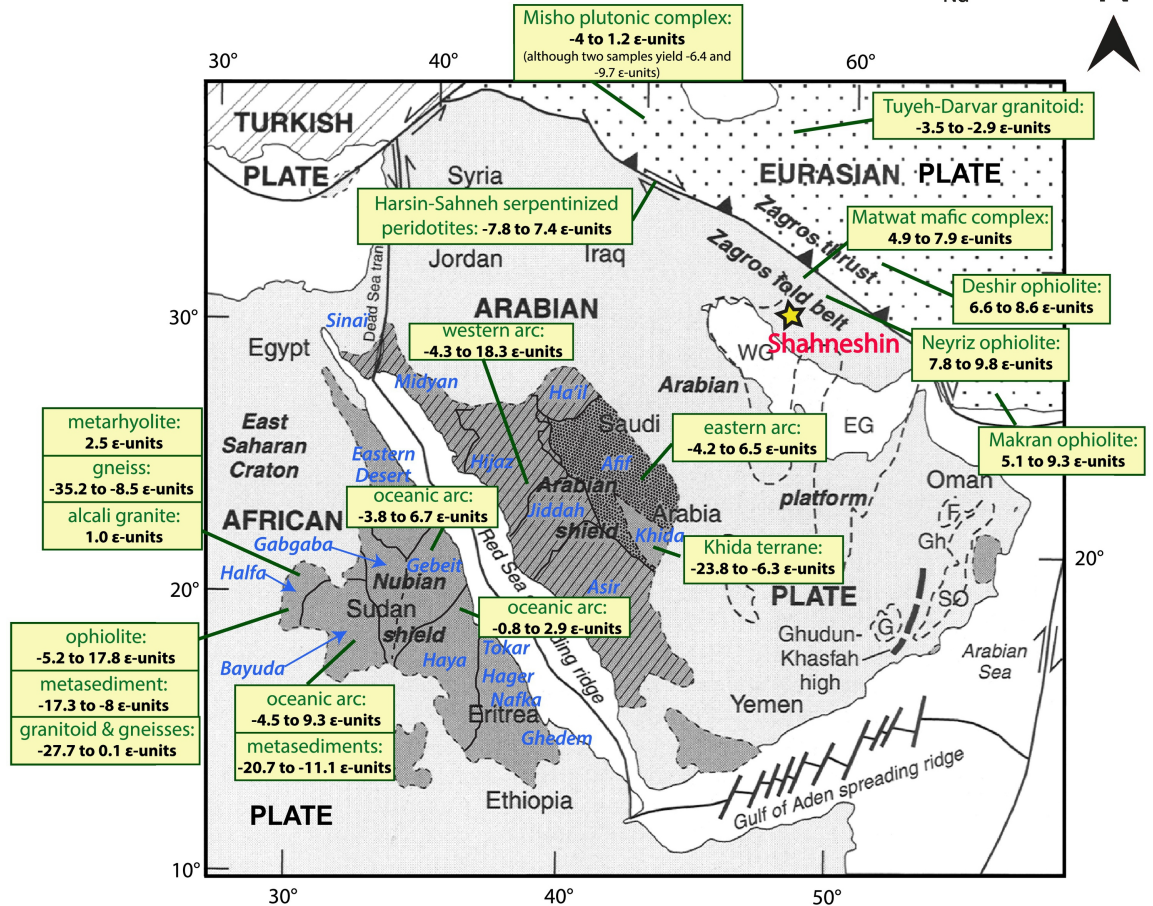 Misho plutonic complex:
-4 to 1.2 ε-units
(although two samples yield -6.4 and
-9.7 ε-units)
30°
40°
60°
Tuyeh-Darvar granitoid:
-3.5 to -2.9 ε-units
TURKISH
PLATE
Syria
EURASIAN PLATE
Harsin-Sahneh serpentinized
peridotites: -7.8 to 7.4 ε-units
Zagros thrust
Matwat mafic complex:
4.9 to 7.9 ε-units
Zagros fold belt
Jordan
Iraq
Dead Sea tran
Deshir ophiolite:
6.6 to 8.6 ε-units
30°
Sinai
ARABIAN
Egypt
western arc:
-4.3 to 18.3 ε-units
WG
Shahneshin
Neyriz ophiolite:
7.8 to 9.8 ε-units
Midyan
Ha'il
Arabian
metarhyolite:
2.5 ε-units
gneiss:
-35.2 to -8.5 ε-units
alcali granite:
1.0 ε-units
East
Saharan
Craton
Saudi
eastern arc:
-4.2 to 6.5 ε-units
EG
Makran ophiolite:
5.1 to 9.3 ε-units
Eastern
Desert
Hijaz
Afif
Arabian
platform
Oman
oceanic arc:
-3.8 to 6.7 ε-units
AFRICAN
Jiddah
shield
Arabia
F
Gabgaba
Khida
Gh
Khida terrane:
-23.8 to -6.3 ε-units
Halfa
Gebeit
Red Sea
ding ridge
20°
20°
Nubian
Asir
PLATE
SO
Sudan
shield
oceanic arc:
-0.8 to 2.9 ε-units
G
ophiolite:
-5.2 to 17.8 ε-units
metasediment:
-17.3 to -8 ε-units
granitoid & gneisses:
-27.7 to 0.1 ε-units
Ghudun-
Khasfah
high
Arabian
Sea
Bayuda
Haya
Tokar
Hager
Nafka
oceanic arc:
-4.5 to 9.3 ε-units
metasediments:
-20.7 to -11.1 ε-units
Yemen
Eritrea
Ghedem
Ethiopia
Gulf of Aden spreading ridge
PLATE
10°
30°
40°
50°